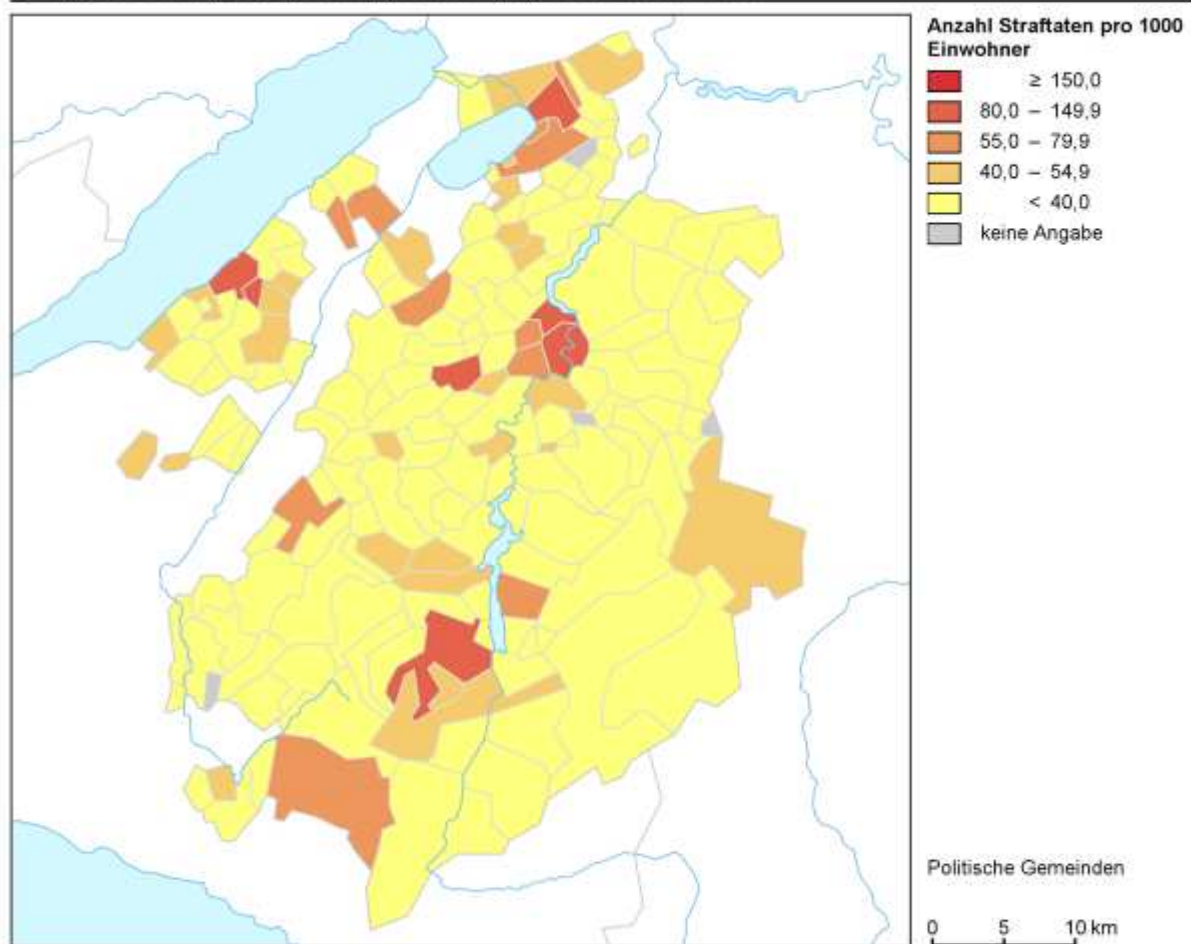 Anzahl Straftaten pro 1000
Einwohner
≥ 150,0
80,0 – 149,9
55,0 – 79,9
40,0 – 54,9
< 40,0
keine Angabe
Politische Gemeinden
0 5 10 km